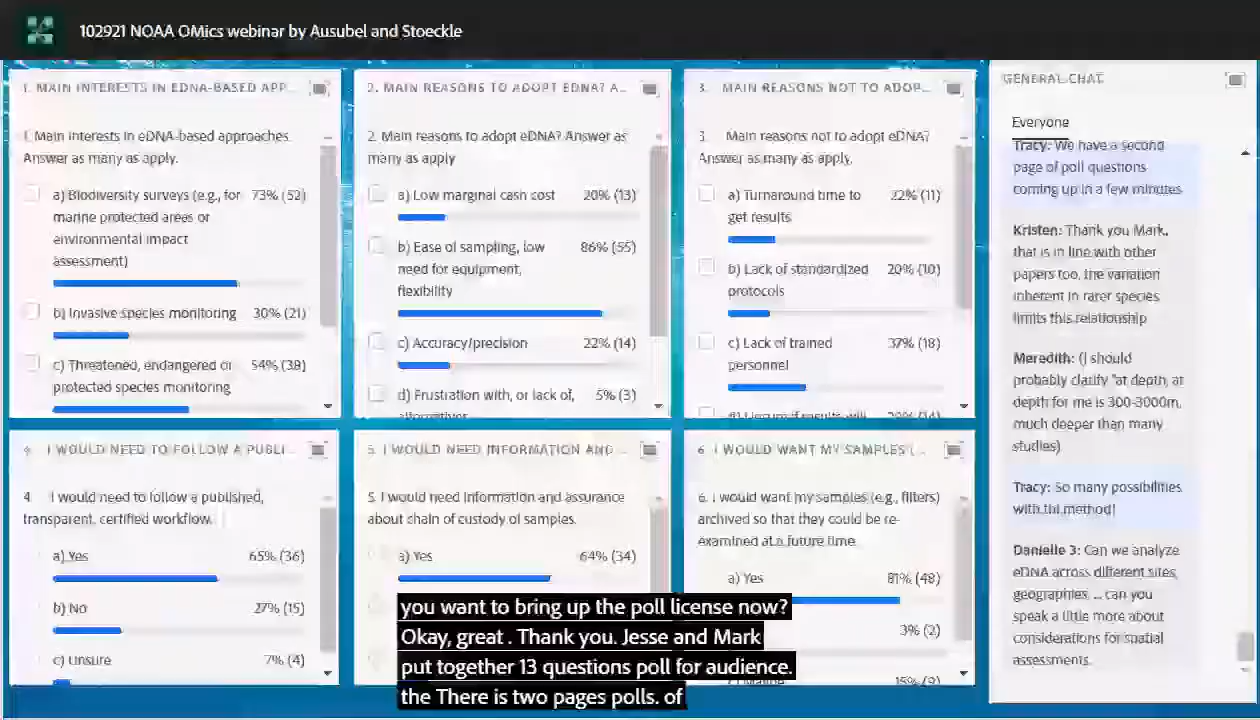 102921 NOAA OMics webinar by Ausubel and Stoeckle
1. MAIN INTERESTS IN EDNA-BASED APP...
1. Main interests in eDNA-based approaches.
Answer as many as apply.
a) Biodiversity surveys (e.g., for 73% (52)
marine protected areas or
environmental impact
assessment)
b) Invasive species monitoring 30% (21)
c) Threatened, endangered or 54% (38)
protected species monitoring
2. MAIN REASONS TO ADOPT EDNA? A...
2. Main reasons to adopt eDNA? Answer as
many as apply
a) Low marginal cash cost 20% (13)
b) Ease of sampling, low 86% (55)
need for equipment,
flexibility
c) Accuracy/precision 22% (14)
d) Frustration with, or lack of, 5% (3)
3. MAIN REASONS NOT TO ADOP...
3. Main reasons not to adopt eDNA?
Answer as many as apply.
a) Turnaround time to 22% (11)
get results
b) Lack of standardized 20% (10)
protocols
c) Lack of trained 37% (18)
personnel
4. I WOULD NEED TO FOLLOW A PUBLI...
4. I would need to follow a published,
transparent, certified workflow.
a) Yes 65% (36)
b) No 27% (15)
c) Unsure 7% (4)
5. I WOULD NEED INFORMATION AND ...
5. I would need information and assurance
about chain of custody of samples.
a) Yes 64% (34)
6. I WOULD WANT MY SAMPLES (...
6. I would want my samples (e.g., filters)
archived so that they could be re-
examined at a future time.
a) Yes 81% (48)
3% (2)
15% (9)
you want to bring up the poll license now?
Okay, great . Thank you. Jesse and Mark
put together 13 questions poll for audience.
the There is two pages polls. of
GENERAL CHAT
Everyone
Tracy: We have a second
page of poll questions
coming up in a few minutes
Kristen: Thank you Mark,
that is in line with other
papers too, the variation
inherent in rarer species
limits this relationship
Meredith: (I should
probably clarify "at depth, at
depth for me is 300-3000m,
much deeper than many
studies)
Tracy: So many possibilities
with thi method!
Danielle 3: Can we analyze
eDNA across different sites,
geographies ... can you
speak a little more about
considerations for spatial
assessments.